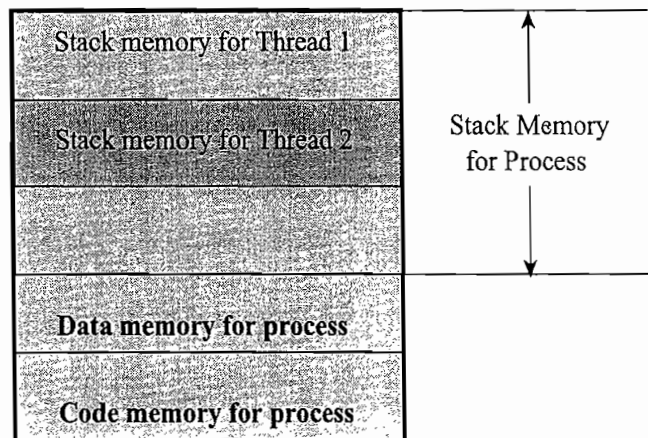 Stack memory for Thread 1
Stack memory for Thread 2
Stack Memory
for Process
Data memory for process
Code memory for process